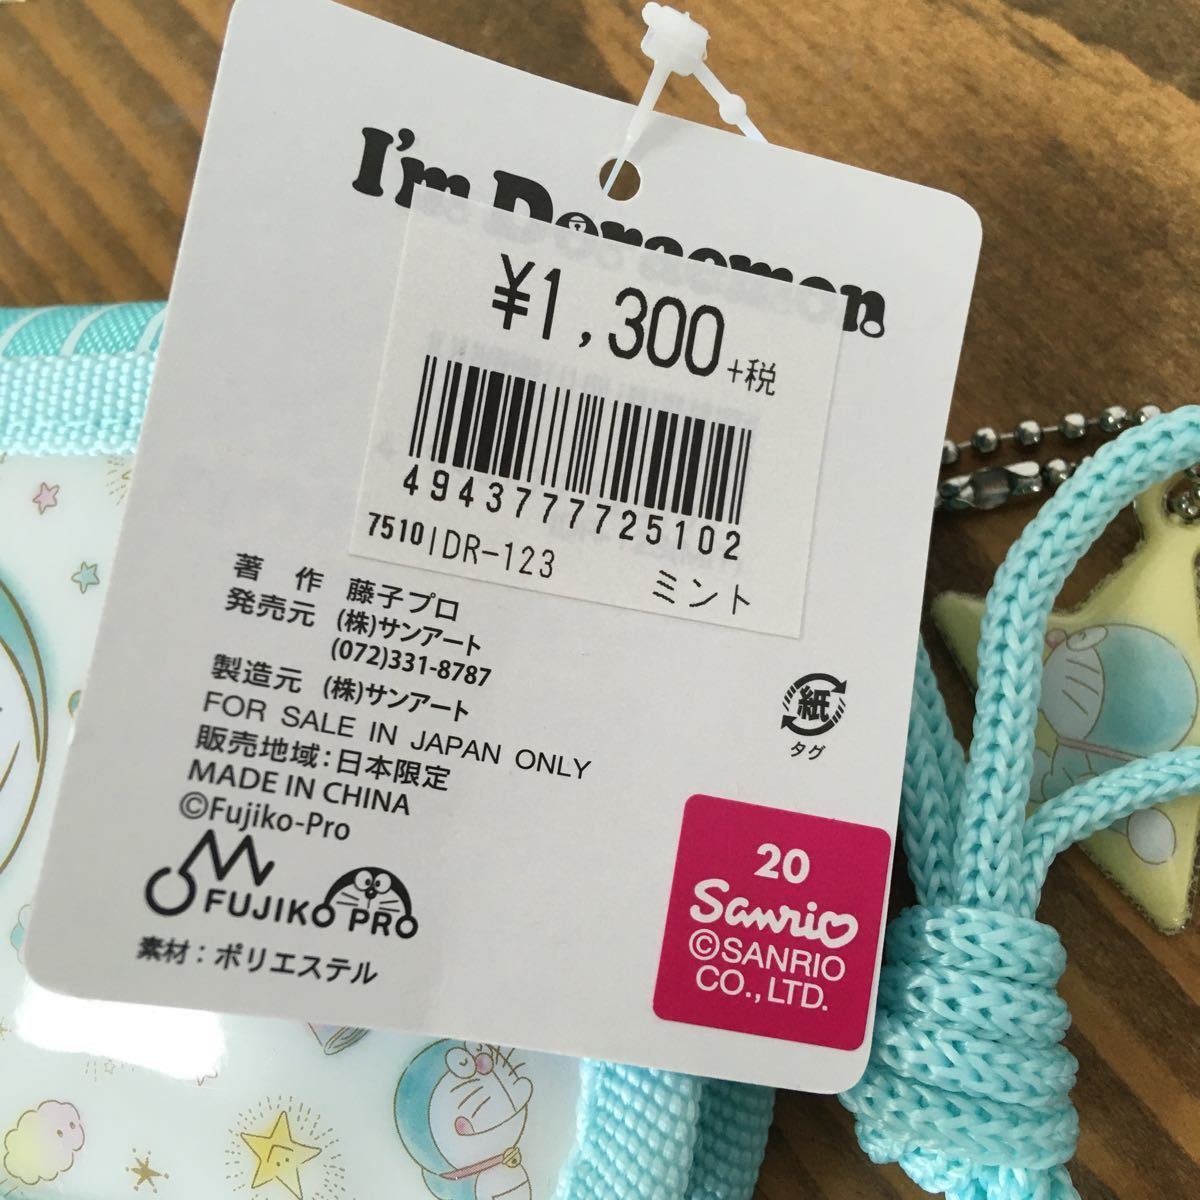 I'm Doraemon
¥1,300+税
4943777725102
7510 IDR-123 ミント
著作 藤子プロ
発売元 (株)サンアート
(072)331-8787
製造元 (株)サンアート
FOR SALE IN JAPAN ONLY
販売地域:日本限定
MADE IN CHINA
©Fujiko-Pro
FUJIKO PRO
素材:ポリエステル
紙
タグ
20
Sanrio
©SANRIO
CO.,LTD.